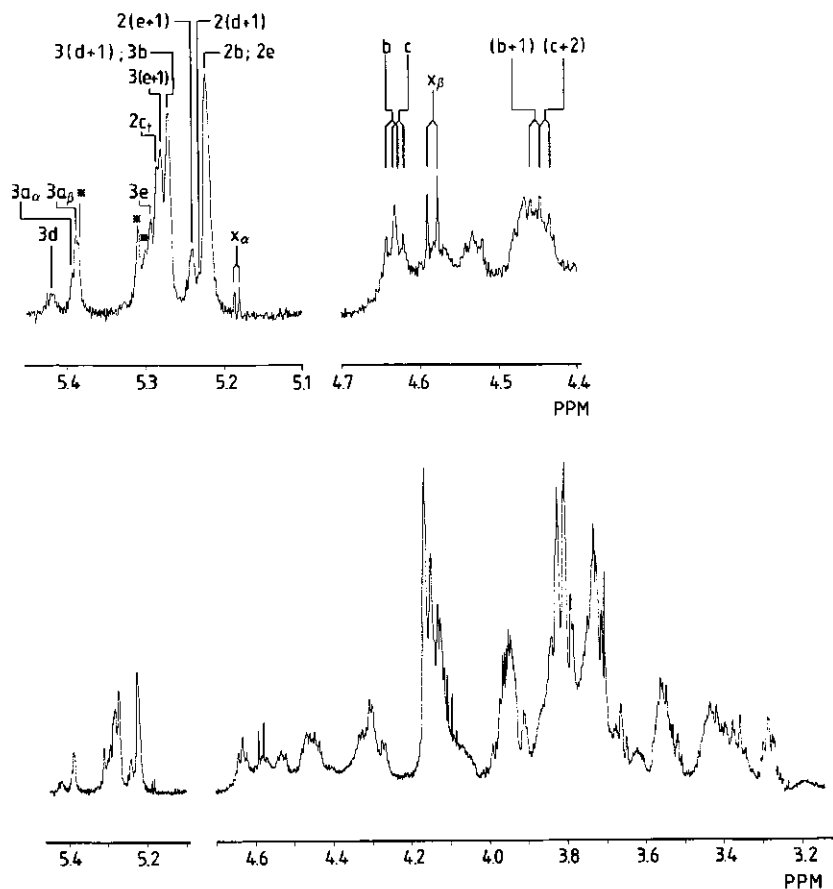 2(e+1) 2(d+1)
3(d+1); 3b 2b; 2e
3(e+1)
2c†
3aα 3aβ * 3e
* *
3d
xα
b c
xβ
(b+1) (c+2)
5.4 5.3 5.2 5.1
4.7 4.6 4.5 4.4
PPM
5.4 5.2 4.6 4.4 4.2 4.0 3.8 3.6 3.4 3.2
PPM